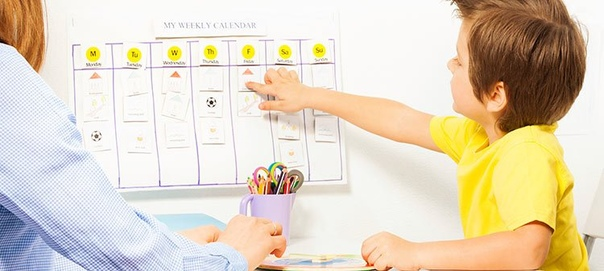 MY WEEKLY CALENDAR
M Tu W Th F Sa Su
Monday Tuesday Wednesday Thursday Friday Saturday Sunday